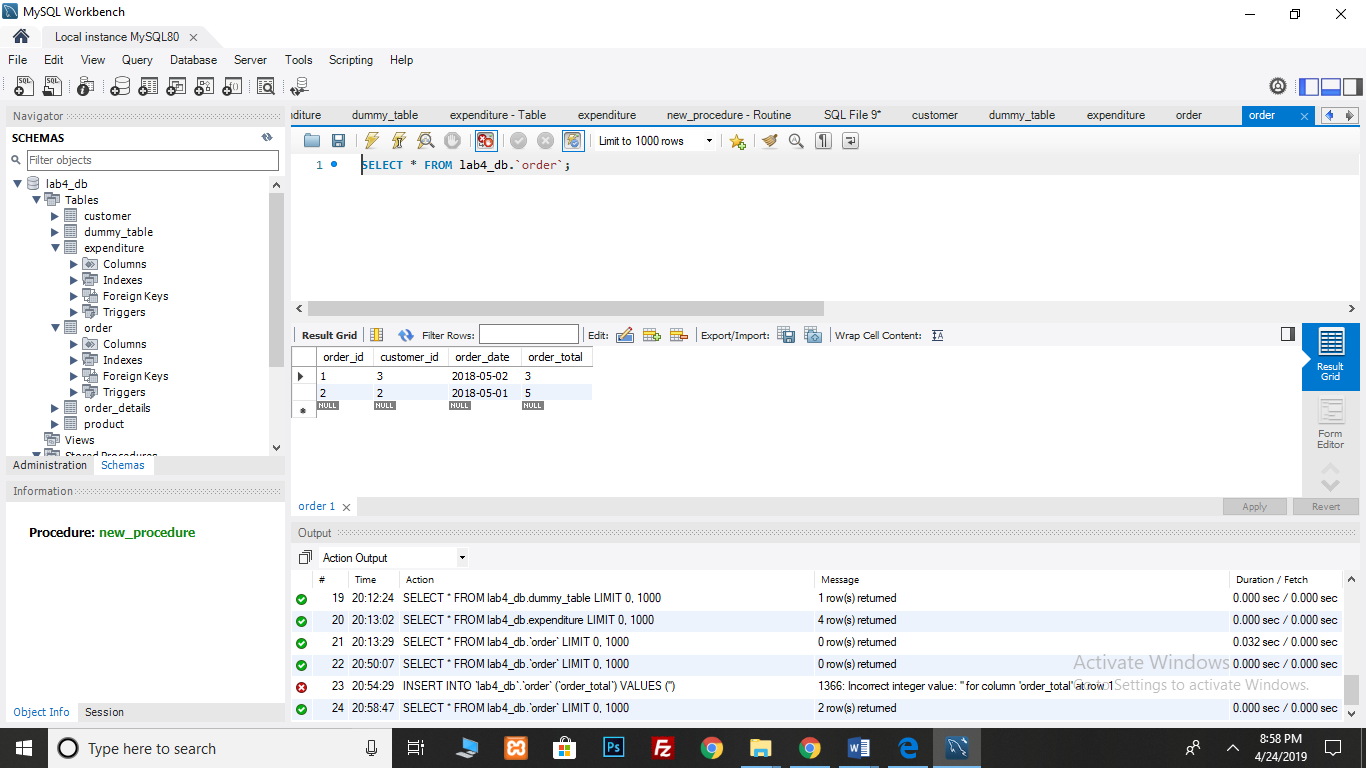 MySQL Workbench
Local instance MySQL80
File Edit View Query Database Server Tools Scripting Help
Navigator
SCHEMAS
Filter objects
lab4_db
Tables
customer
dummy_table
expenditure
Columns
Indexes
Foreign Keys
Triggers
order
Columns
Indexes
Foreign Keys
Triggers
order_details
product
Views
Stored Procedures
Administration Schemas
Information
Procedure: new_procedure
Object Info Session
diture dummy_table expenditure - Table expenditure new_procedure - Routine SQL File 9* customer dummy_table expenditure order order
Limit to 1000 rows
1 SELECT * FROM lab4_db.`order`;
Result Grid Filter Rows: Edit: Export/Import: Wrap Cell Content:
order_id customer_id order_date order_total
1 3 2018-05-02 3
2 2 2018-05-01 5
NULL NULL NULL NULL
Result Grid
Form Editor
order 1 Apply Revert
Output
Action Output
# Time Action Message Duration / Fetch
19 20:12:24 SELECT * FROM lab4_db.dummy_table LIMIT 0, 1000 1 row(s) returned 0.000 sec / 0.000 sec
20 20:13:02 SELECT * FROM lab4_db.expenditure LIMIT 0, 1000 4 row(s) returned 0.000 sec / 0.000 sec
21 20:13:29 SELECT * FROM lab4_db.`order` LIMIT 0, 1000 0 row(s) returned 0.032 sec / 0.000 sec
22 20:50:07 SELECT * FROM lab4_db.`order` LIMIT 0, 1000 0 row(s) returned 0.000 sec / 0.000 sec
23 20:54:29 INSERT INTO `lab4_db`.`order` (`order_total`) VALUES ('') 1366: Incorrect integer value: '' for column 'order_total' at row 1
24 20:58:47 SELECT * FROM lab4_db.`order` LIMIT 0, 1000 2 row(s) returned 0.000 sec / 0.000 sec
Activate Windows
Go to Settings to activate Windows.
Type here to search
8:58 PM
4/24/2019